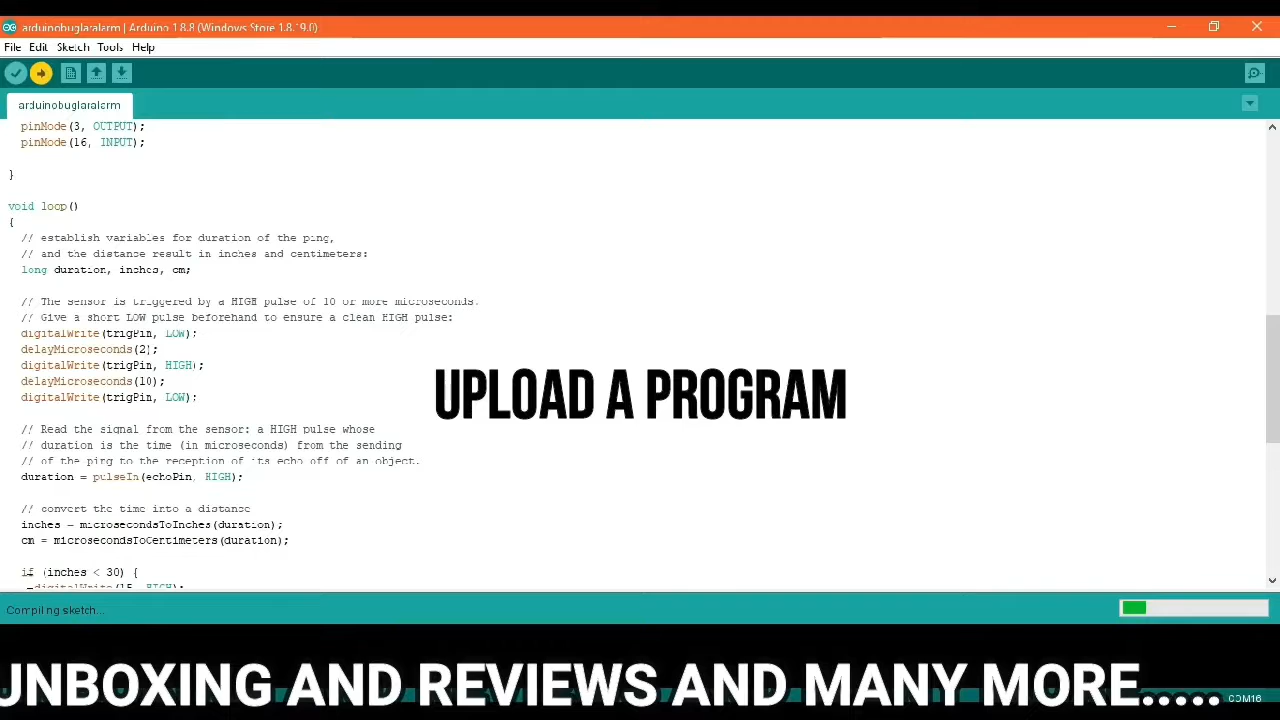 arduinobuglaralarm | Arduino 1.8.8 (Windows Store 1.8.19.0)
File Edit Sketch Tools Help
arduinobuglaralarm
pinMode(3, OUTPUT);
pinMode(16, INPUT);
}
void loop()
{
// establish variables for duration of the ping,
// and the distance result in inches and centimeters:
long duration, inches, cm;
// The sensor is triggered by a HIGH pulse of 10 or more microseconds.
// Give a short LOW pulse beforehand to ensure a clean HIGH pulse:
digitalWrite(trigPin, LOW);
delayMicroseconds(2);
digitalWrite(trigPin, HIGH);
delayMicroseconds(10);
digitalWrite(trigPin, LOW);
UPLOAD A PROGRAM
// Read the signal from the sensor: a HIGH pulse whose
// duration is the time (in microseconds) from the sending
// of the ping to the reception of its echo off of an object.
duration = pulseIn(echoPin, HIGH);
// convert the time into a distance
inches = microsecondsToInches(duration);
cm = microsecondsToCentimeters(duration);
if (inches < 30) {
digitalWrite(15, HIGH);
Compiling sketch...
UNBOXING AND REVIEWS AND MANY MORE.....
COM16